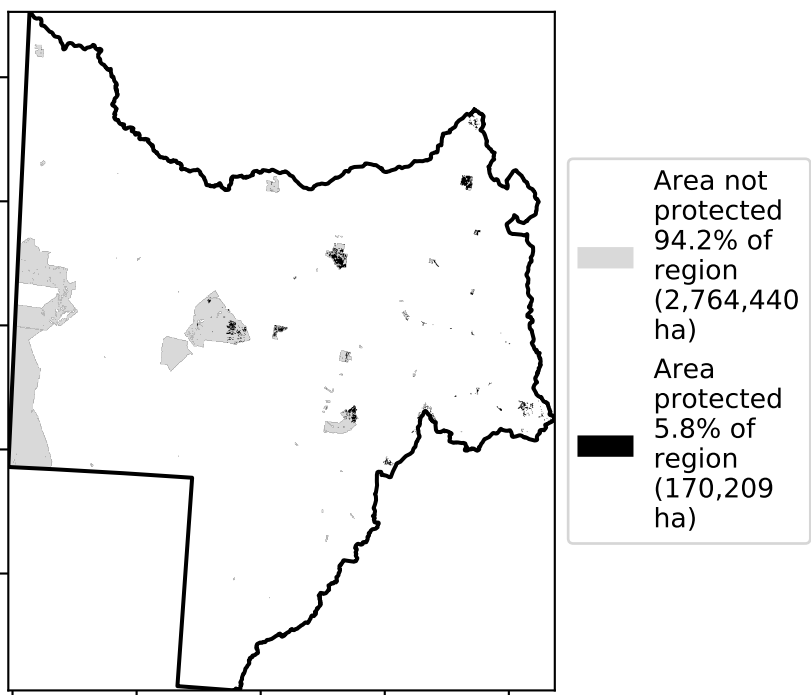 Area not
protected
94.2% of
region
(2,764,440
ha)
Area
protected
5.8% of
region
(170,209
ha)